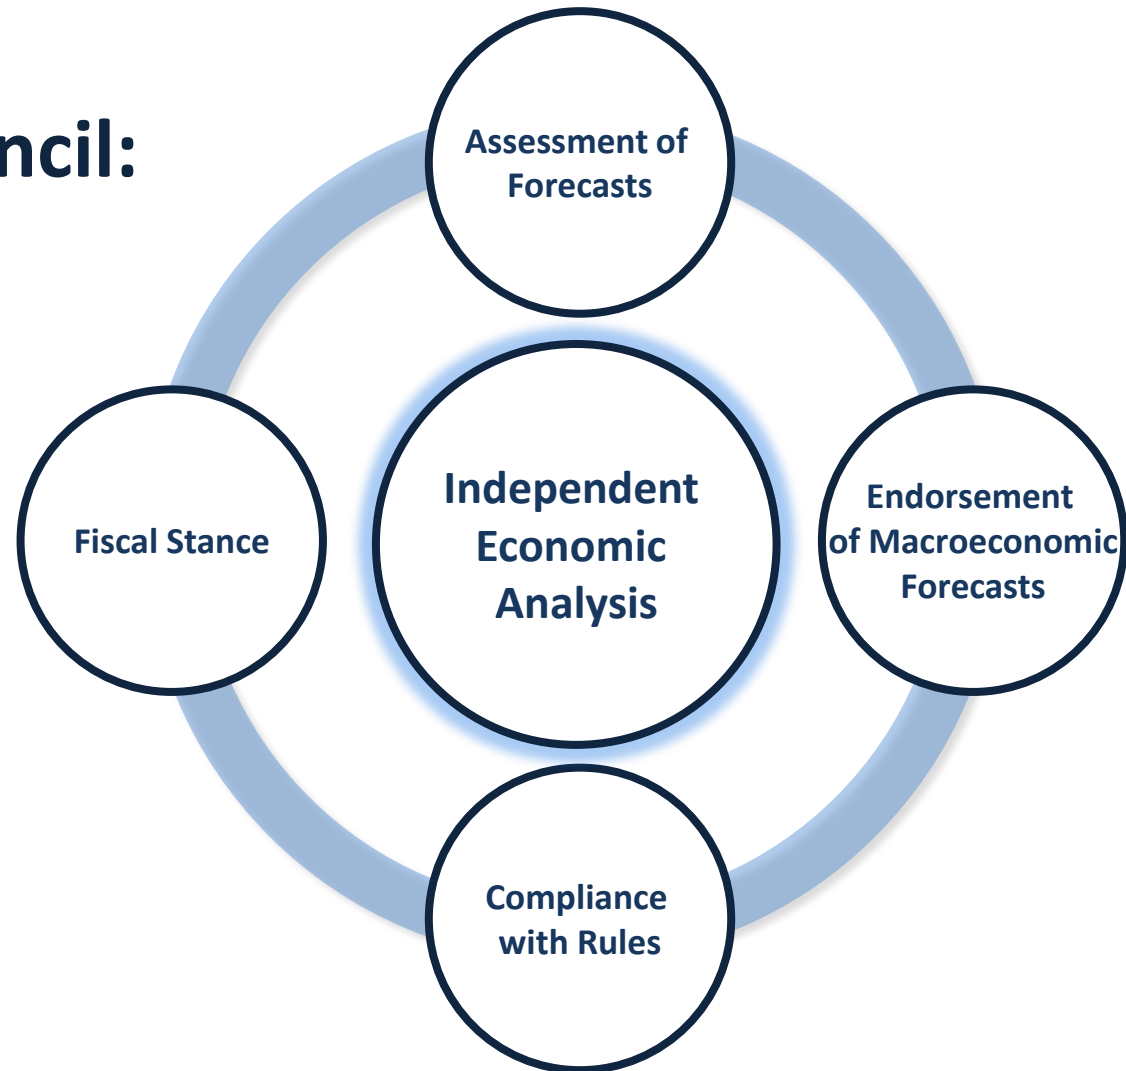 ncil:
Assessment of
Forecasts
Independent
Economic
Analysis
Fiscal Stance
Endorsement
of Macroeconomic
Forecasts
Compliance
with Rules